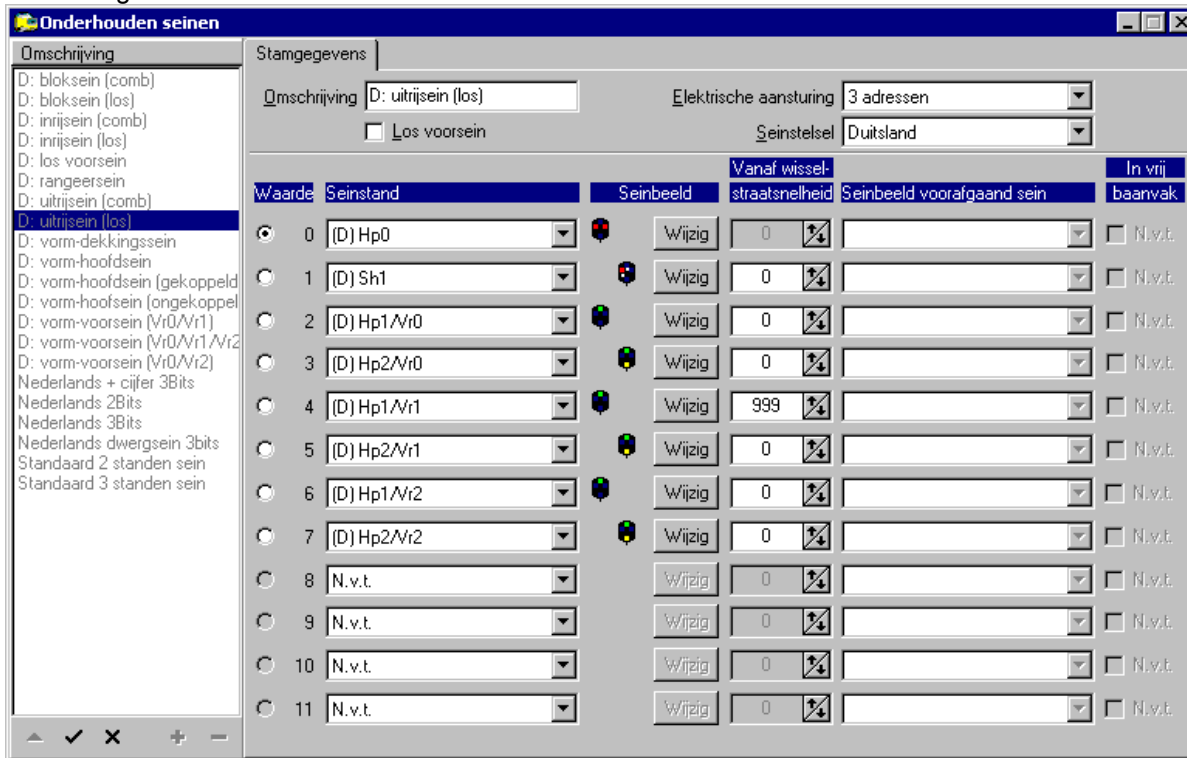 Onderhouden seinen
Omschrijving
D: bloksein (comb)
D: bloksein (los)
D: inrijsein (comb)
D: inrijsein (los)
D: los voorsein
D: rangeersein
D: uitrijsein (comb)
D: uitrijsein (los)
D: vorm-dekkingssein
D: vorm-hoofdsein
D: vorm-hoofdsein (gekoppeld
D: vorm-hoofsein (ongekoppel
D: vorm-voorsein (Vr0/Vr1)
D: vorm-voorsein (Vr0/Vr1/Vr2
D: vorm-voorsein (Vr0/Vr2)
Nederlands + cijfer 3Bits
Nederlands 2Bits
Nederlands 3Bits
Nederlands dwergsein 3bits
Standaard 2 standen sein
Standaard 3 standen sein
Stamgegevens
Omschrijving D: uitrijsein (los) Elektrische aansturing 3 adressen
Los voorsein Seinstelsel Duitsland
Vanaf wissel- In vrij
Waarde Seinstand Seinbeeld straatsnelheid Seinbeeld voorafgaand sein baanvak
0 (D) Hp0 Wijzig 0 N.v.t.
1 (D) Sh1 Wijzig 0 N.v.t.
2 (D) Hp1/Vr0 Wijzig 0 N.v.t.
3 (D) Hp2/Vr0 Wijzig 0 N.v.t.
4 (D) Hp1/Vr1 Wijzig 999 N.v.t.
5 (D) Hp2/Vr1 Wijzig 0 N.v.t.
6 (D) Hp1/Vr2 Wijzig 0 N.v.t.
7 (D) Hp2/Vr2 Wijzig 0 N.v.t.
8 N.v.t. Wijzig 0 N.v.t.
9 N.v.t. Wijzig 0 N.v.t.
10 N.v.t. Wijzig 0 N.v.t.
11 N.v.t. Wijzig 0 N.v.t.